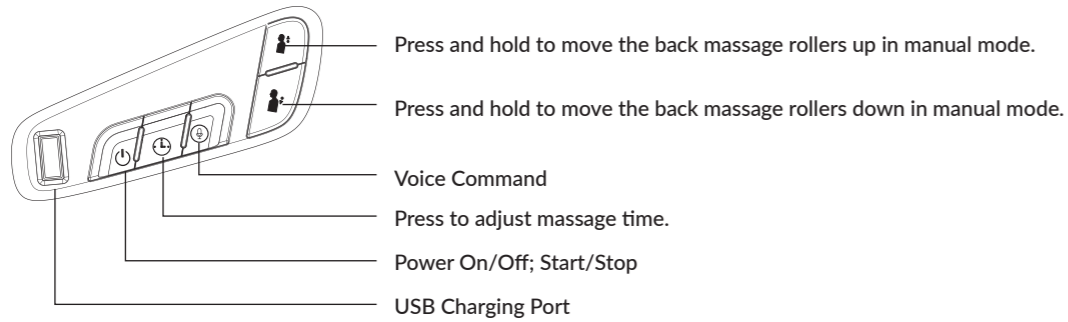 Press and hold to move the back massage rollers up in manual mode.
Press and hold to move the back massage rollers down in manual mode.
Voice Command
Press to adjust massage time.
Power On/Off; Start/Stop
USB Charging Port